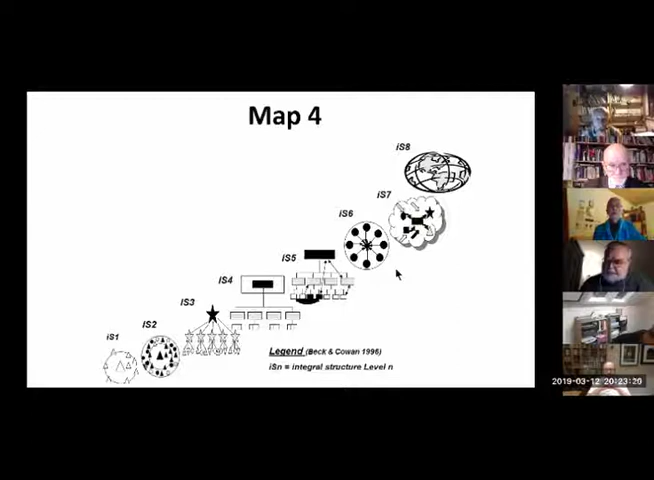 Map 4
iS8
iS7
iS6
iS5
iS4
iS3
iS2
iS1
Legend (Beck & Cowan 1996)
iSn = integral structure Level n
2019-03-12 20:23:20